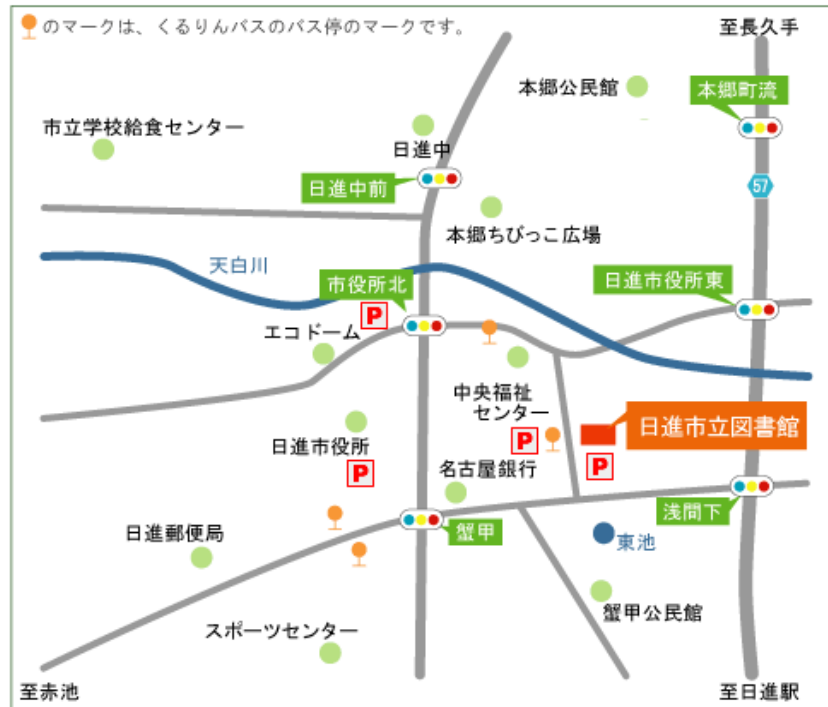 のマークは、くるりんバスのバス停のマークです。
至長久手
本郷公民館
本郷町流
市立学校給食センター
日進中
日進中前
57
本郷ちびっこ広場
天白川
市役所北
日進市役所東
P
エコドーム
中央福祉
センター
日進市立図書館
P
日進市役所
P
名古屋銀行
P
浅間下
蟹甲
日進郵便局
東池
蟹甲公民館
スポーツセンター
至赤池
至日進駅